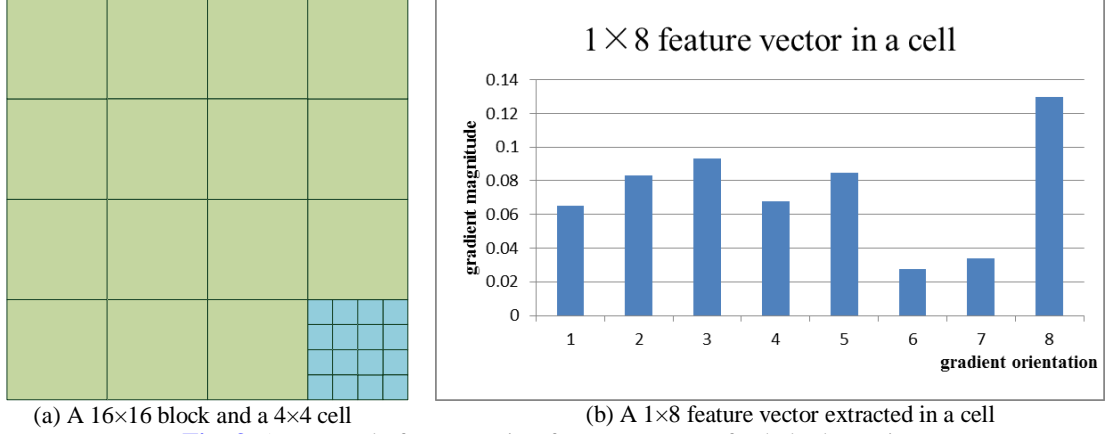 1×8 feature vector in a cell
0.14
0.12
0.1
0.08
0.06
0.04
0.02
0
gradient magnitude
1 2 3 4 5 6 7 8
gradient orientation
(a) A 16×16 block and a 4×4 cell
(b) A 1×8 feature vector extracted in a cell